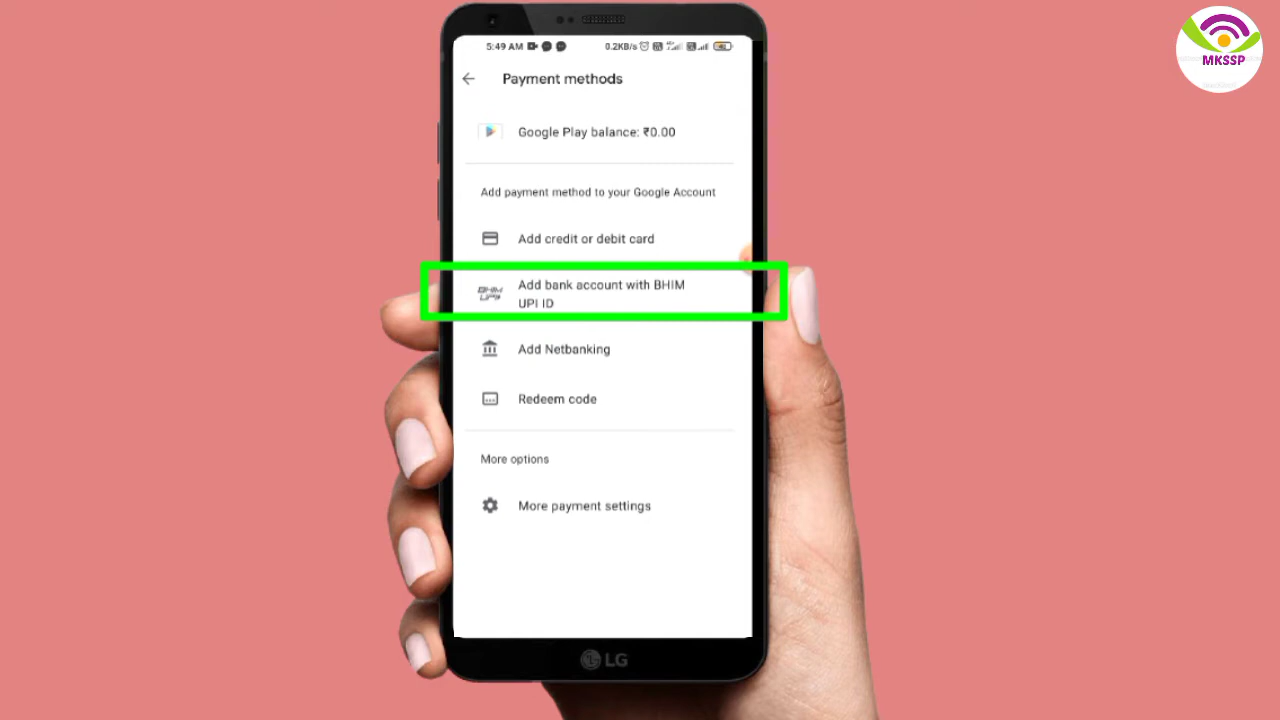 MKSSP
5:49 AM 0.2KB/s
Payment methods
Google Play balance: ₹0.00
Add payment method to your Google Account
Add credit or debit card
Add bank account with BHIM
UPI ID
BHIM
UPI
Add Netbanking
Redeem code
More options
More payment settings
LG